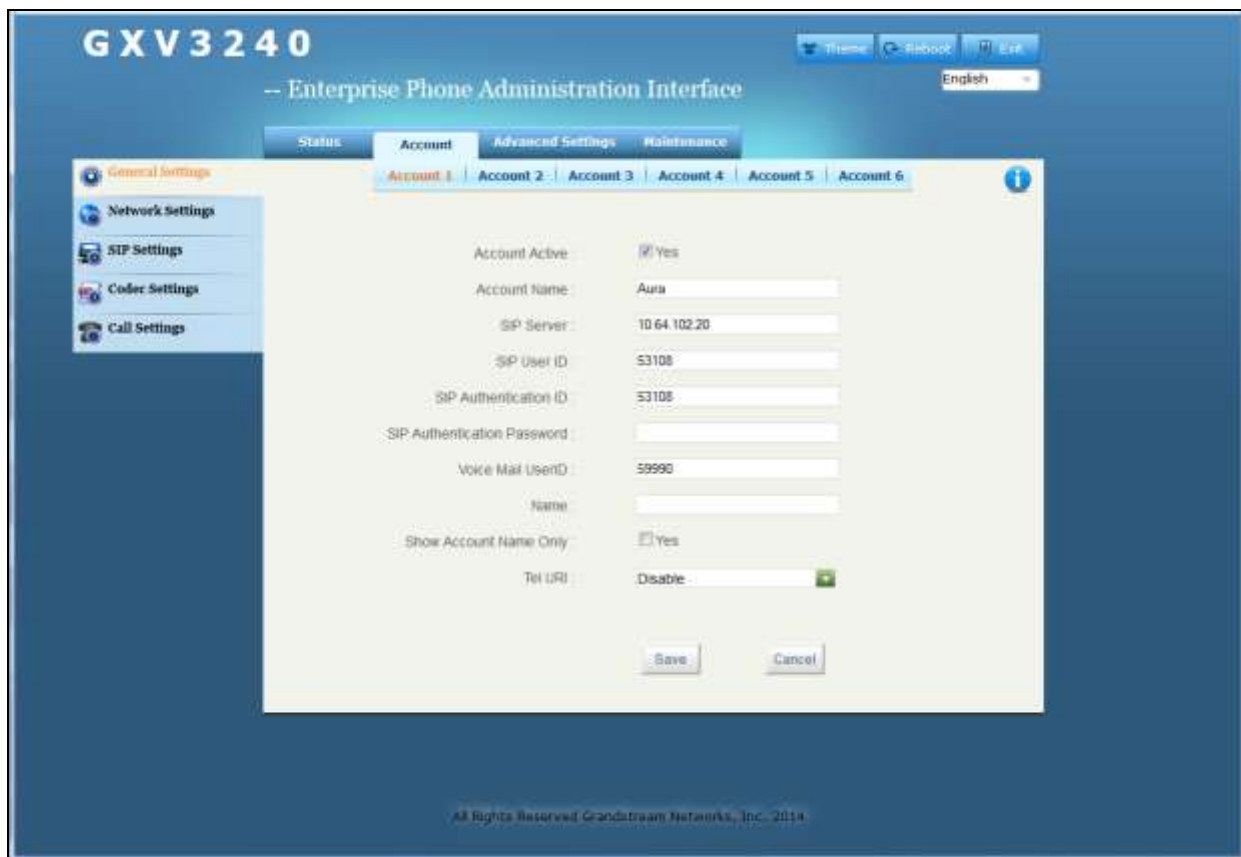 GXV3240
Theme Reboot Exit
English
-- Enterprise Phone Administration Interface
Status Account Advanced Settings Maintenance
General Settings
Account 1 Account 2 Account 3 Account 4 Account 5 Account 6
Network Settings
SIP Settings
Codec Settings
Call Settings
Account Active : Yes
Account Name : Aura
SIP Server : 10.64.102.20
SIP User ID : 53108
SIP Authentication ID : 53108
SIP Authentication Password :
Voice Mail UserID : 59990
Name :
Show Account Name Only : Yes
Tel URI : Disable
Save Cancel
All Rights Reserved Grandstream Networks, Inc. 2014